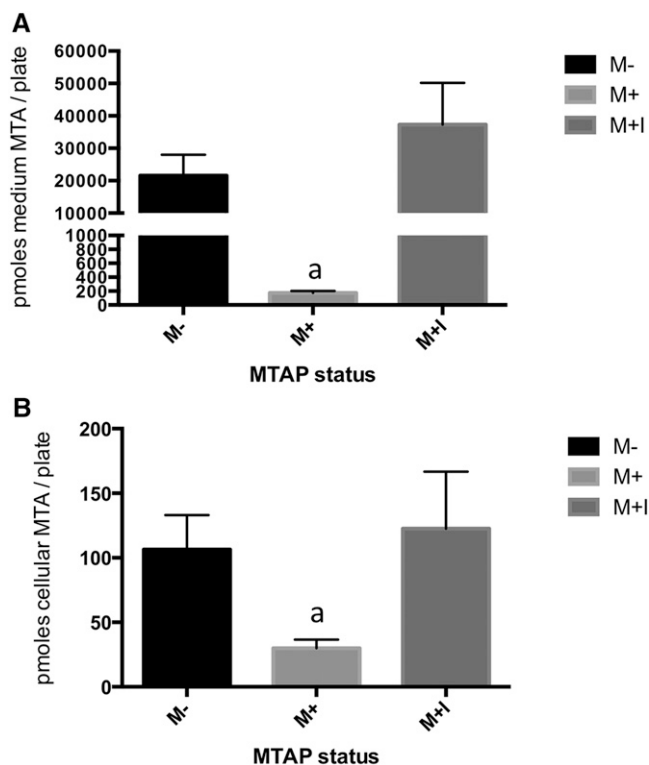 A
pmoles medium MTA / plate
60000
50000
40000
30000
20000
10000
1000
800
600
400
200
0
a
M-
M+
M+I
MTAP status
M-
M+
M+I
B
pmoles cellular MTA / plate
200
150
100
50
0
a
M-
M+
M+I
MTAP status
M-
M+
M+I